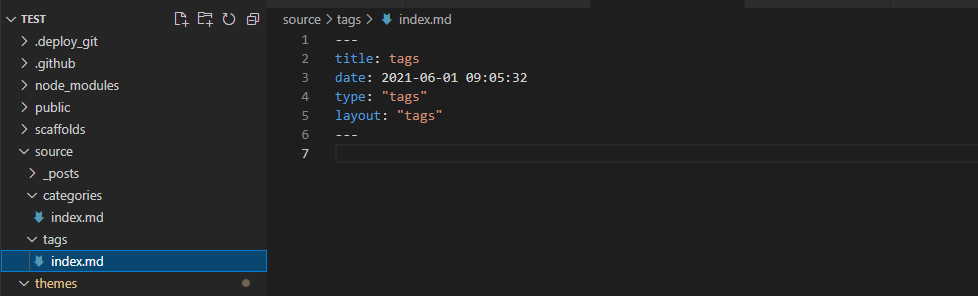 TEST
.deploy_git
.github
node_modules
public
scaffolds
source
_posts
categories
index.md
tags
index.md
themes
source > tags > index.md
1 ---
2 title: tags
3 date: 2021-06-01 09:05:32
4 type: "tags"
5 layout: "tags"
6 ---
7